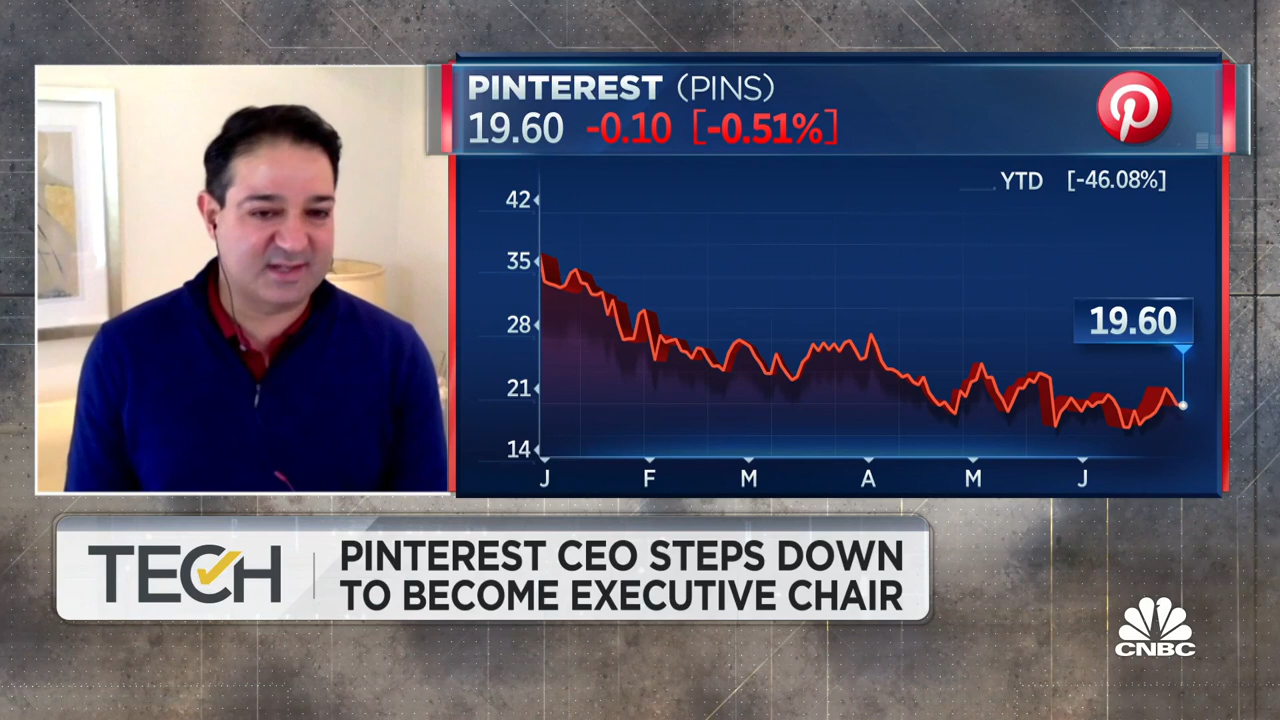 PINTEREST (PINS)
19.60 -0.10 [-0.51%]
YTD [-46.08%]
42
35
28
21
14
19.60
J F M A M J
TECH
PINTEREST CEO STEPS DOWN
TO BECOME EXECUTIVE CHAIR
CNBC